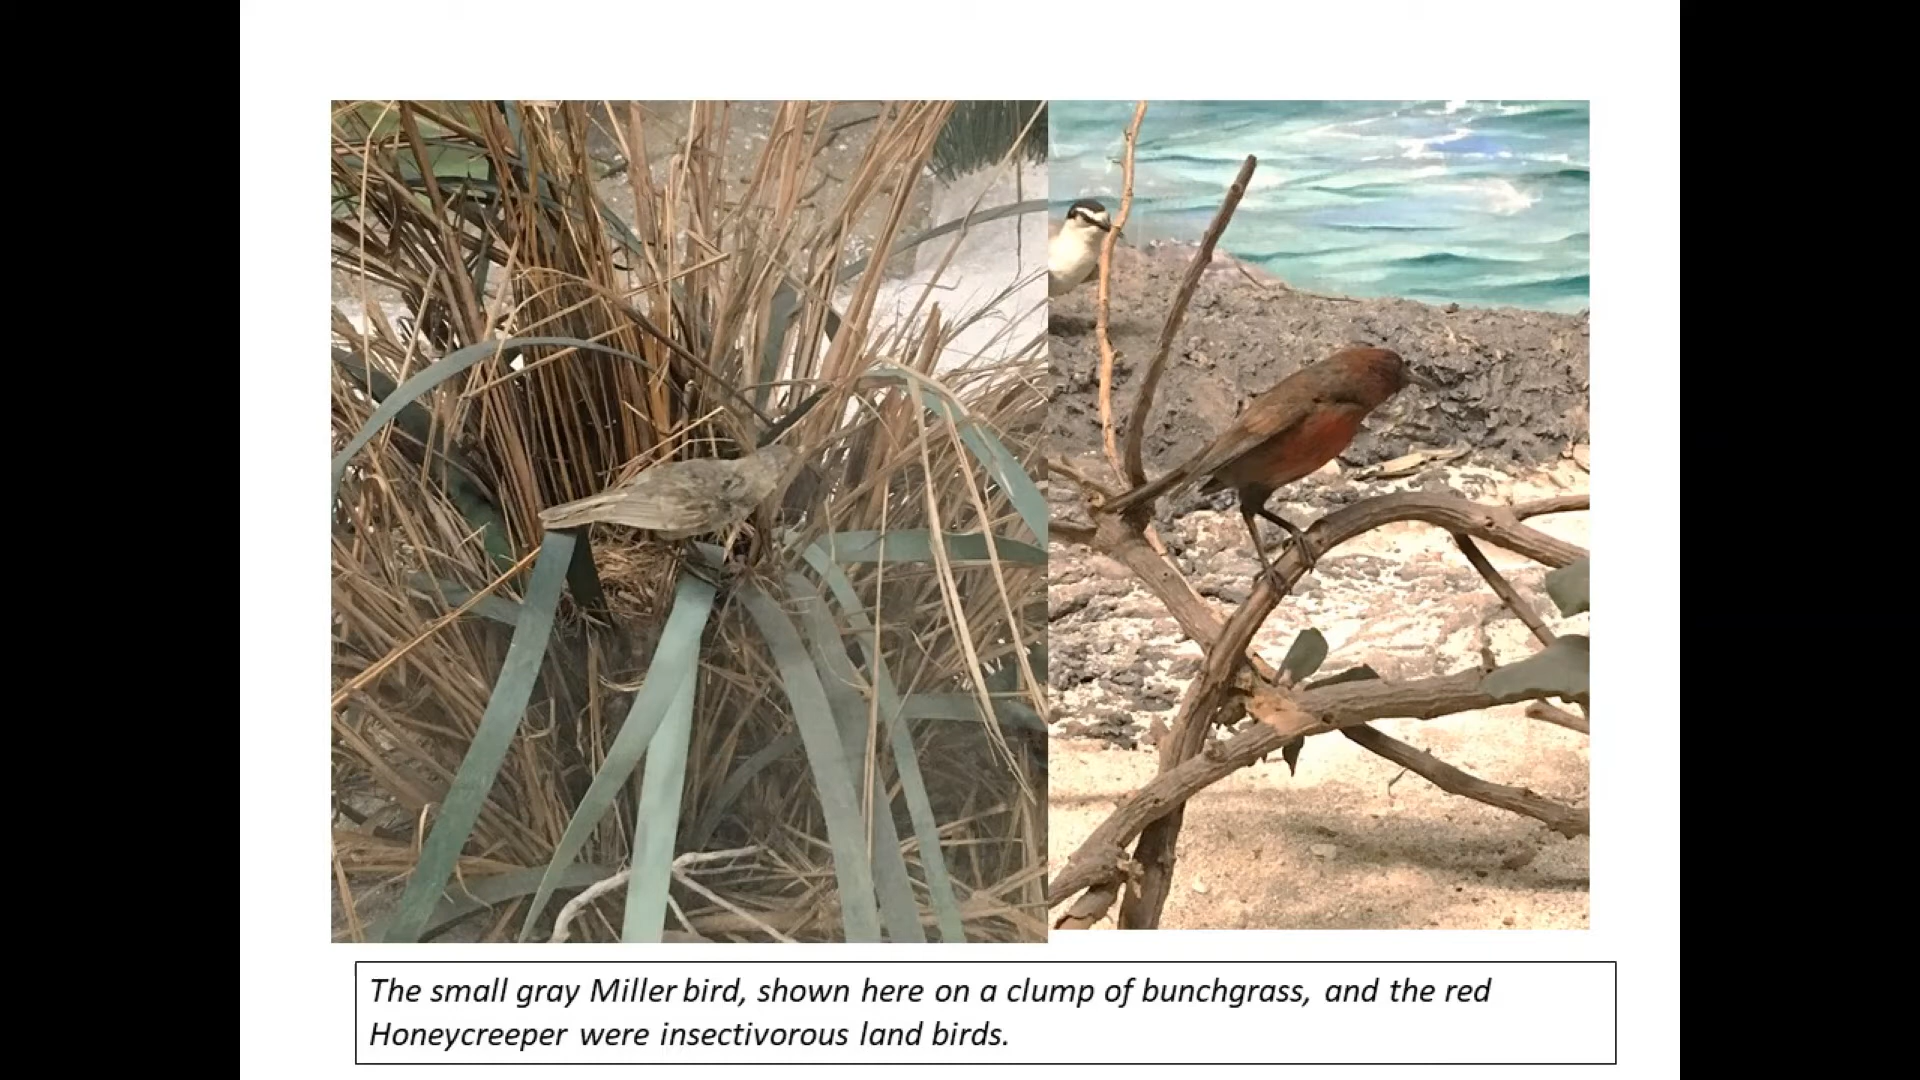 The small gray Miller bird, shown here on a clump of bunchgrass, and the red
Honeycreeper were insectivorous land birds.